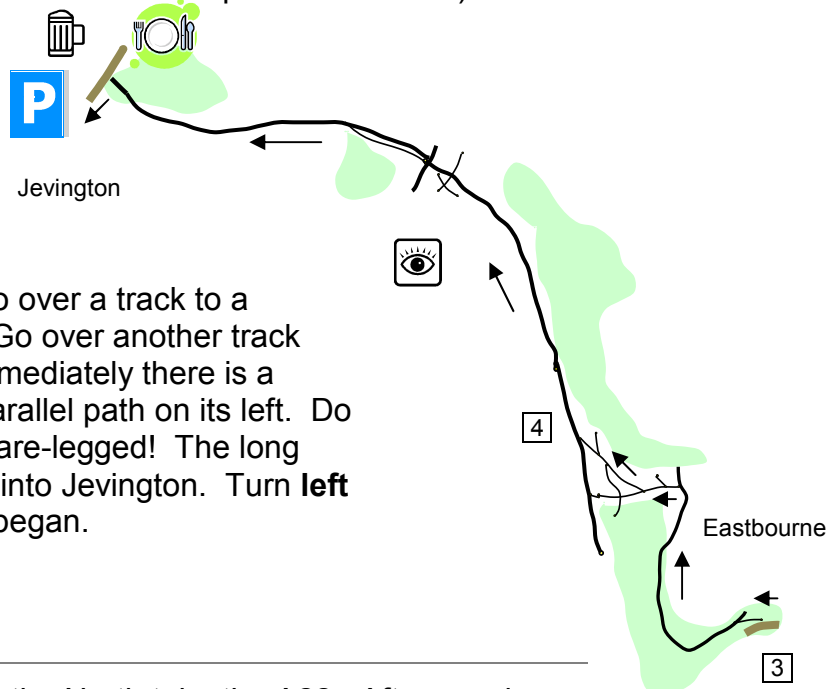 P
Jevington
o over a track to a
Go over another track
mediately there is a
arallel path on its left. Do
are-legged! The long
into Jevington. Turn left
began.
4
Eastbourne
3